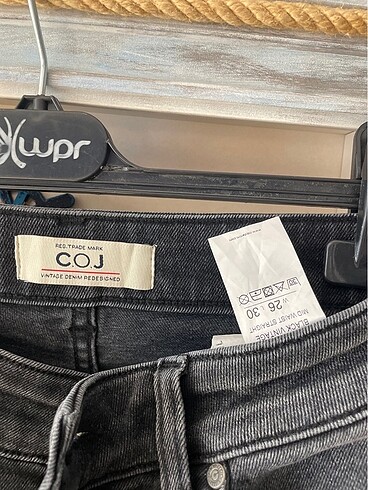 wpr
REG. TRADE MARK
C.O.J
VINTAGE DENIM REDESIGNED
W 26 L 30
MID WAIST STRAIGHT
BLACK VINTAGE